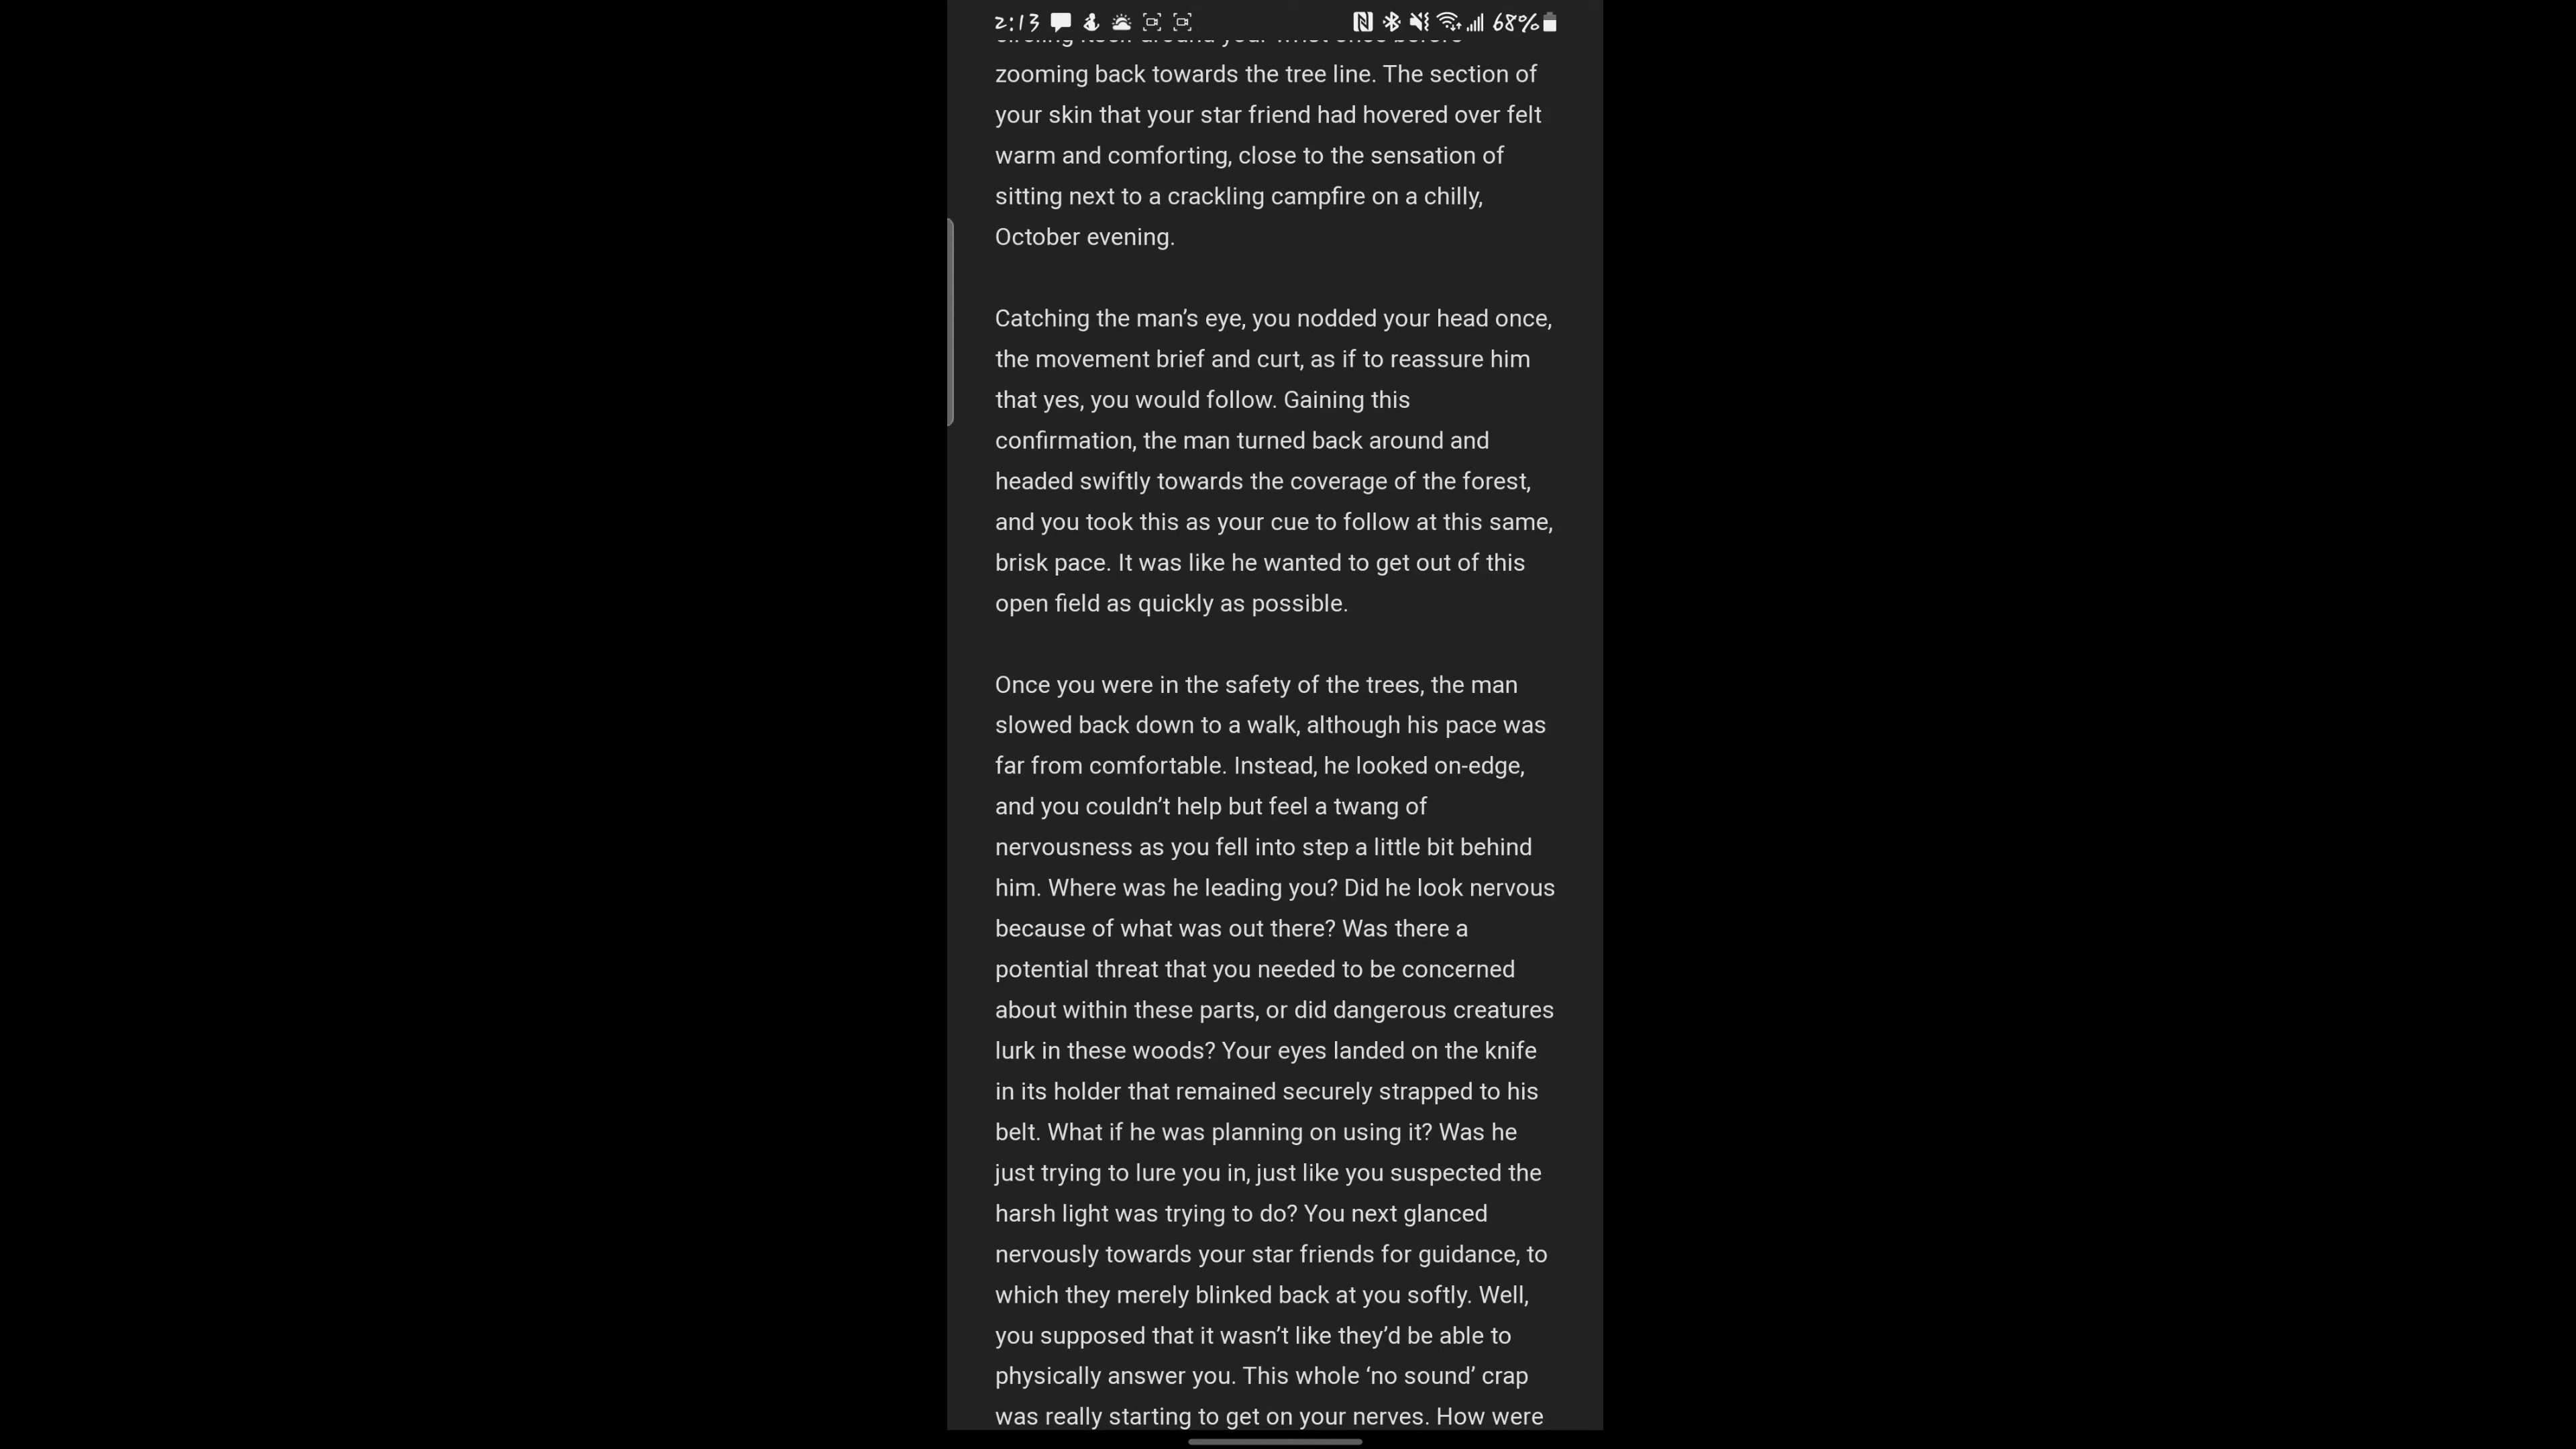 2:13 68%
circling itself around your wrist once before
zooming back towards the tree line. The section of
your skin that your star friend had hovered over felt
warm and comforting, close to the sensation of
sitting next to a crackling campfire on a chilly,
October evening.
Catching the man’s eye, you nodded your head once,
the movement brief and curt, as if to reassure him
that yes, you would follow. Gaining this
confirmation, the man turned back around and
headed swiftly towards the coverage of the forest,
and you took this as your cue to follow at this same,
brisk pace. It was like he wanted to get out of this
open field as quickly as possible.
Once you were in the safety of the trees, the man
slowed back down to a walk, although his pace was
far from comfortable. Instead, he looked on-edge,
and you couldn’t help but feel a twang of
nervousness as you fell into step a little bit behind
him. Where was he leading you? Did he look nervous
because of what was out there? Was there a
potential threat that you needed to be concerned
about within these parts, or did dangerous creatures
lurk in these woods? Your eyes landed on the knife
in its holder that remained securely strapped to his
belt. What if he was planning on using it? Was he
just trying to lure you in, just like you suspected the
harsh light was trying to do? You next glanced
nervously towards your star friends for guidance, to
which they merely blinked back at you softly. Well,
you supposed that it wasn’t like they’d be able to
physically answer you. This whole ‘no sound’ crap
was really starting to get on your nerves. How were